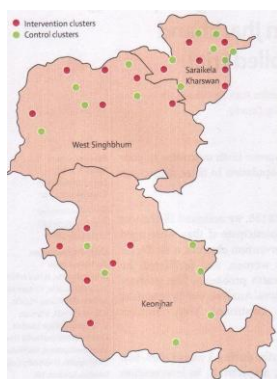 Intervention clusters
Control clusters
Saraikela
Kharswan
West Singhbhum
Keonjhar